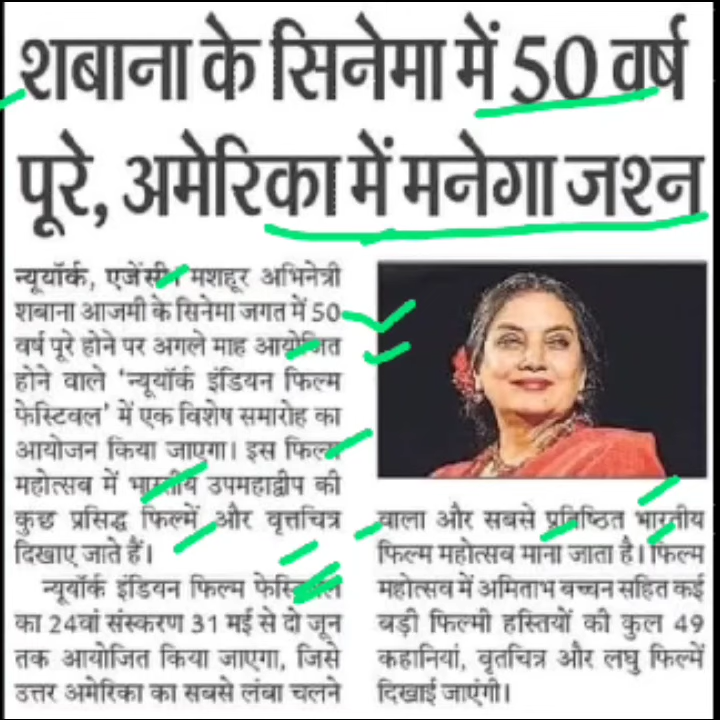 शबाना के सिनेमा में 50 वर्ष
पूरे, अमेरिका में मनेगा जश्न
न्यूयॉर्क, एजेंसी। मशहूर अभिनेत्री
शबाना आजमी के सिनेमा जगत में 50
वर्ष पूरे होने पर अगले माह आयोजित
होने वाले 'न्यूयॉर्क इंडियन फिल्म
फेस्टिवल' में एक विशेष समारोह का
आयोजन किया जाएगा। इस फिल्म
महोत्सव में भारतीय उपमहाद्वीप की
कुछ प्रसिद्ध फिल्में और वृत्तचित्र
दिखाए जाते हैं।
न्यूयॉर्क इंडियन फिल्म फेस्टिवल
का 24वां संस्करण 31 मई से दो जून
तक आयोजित किया जाएगा, जिसे
उत्तर अमेरिका का सबसे लंबा चलने
वाला और सबसे प्रतिष्ठित भारतीय
फिल्म महोत्सव माना जाता है। फिल्म
महोत्सव में अमिताभ बच्चन सहित कई
बड़ी फिल्मी हस्तियों की कुल 49
कहानियां, वृतचित्र और लघु फिल्में
दिखाई जाएंगी।